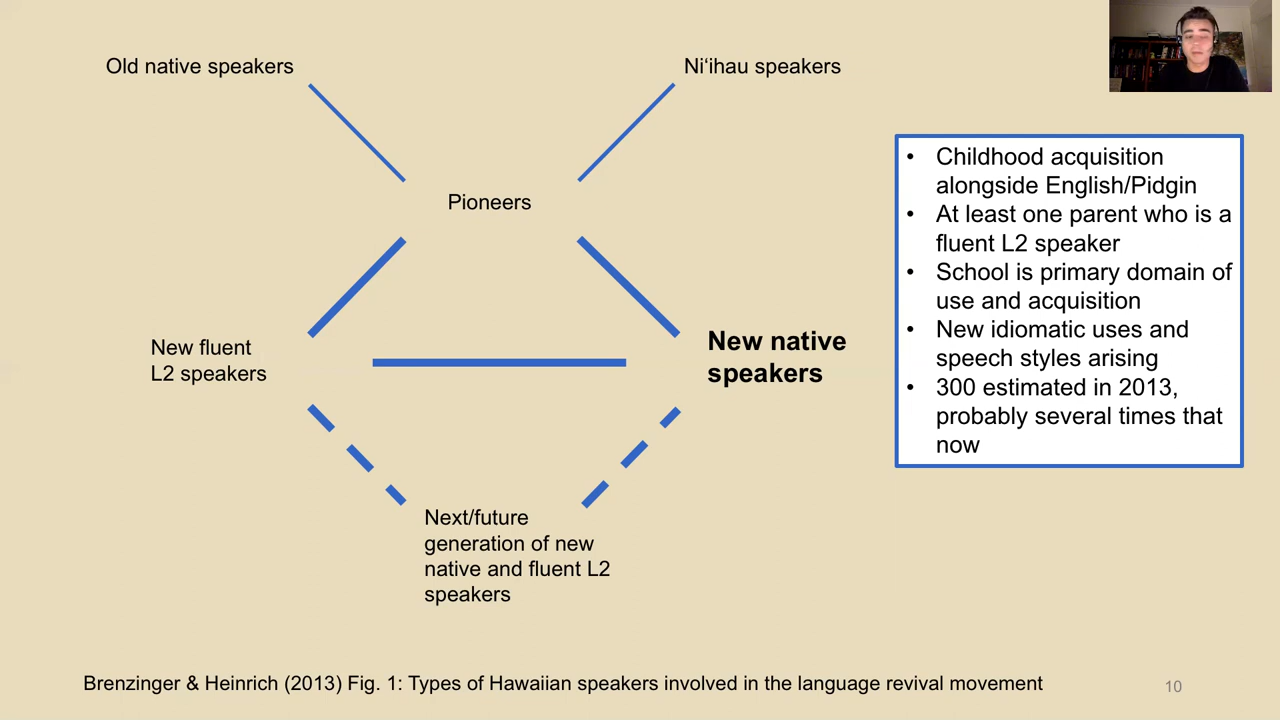 Old native speakers
Niʻihau speakers
Pioneers
New fluent
L2 speakers
New native
speakers
Next/future
generation of new
native and fluent L2
speakers
• Childhood acquisition
alongside English/Pidgin
• At least one parent who is a
fluent L2 speaker
• School is primary domain of
use and acquisition
• New idiomatic uses and
speech styles arising
• 300 estimated in 2013,
probably several times that
now
Brenzinger & Heinrich (2013) Fig. 1: Types of Hawaiian speakers involved in the language revival movement
10